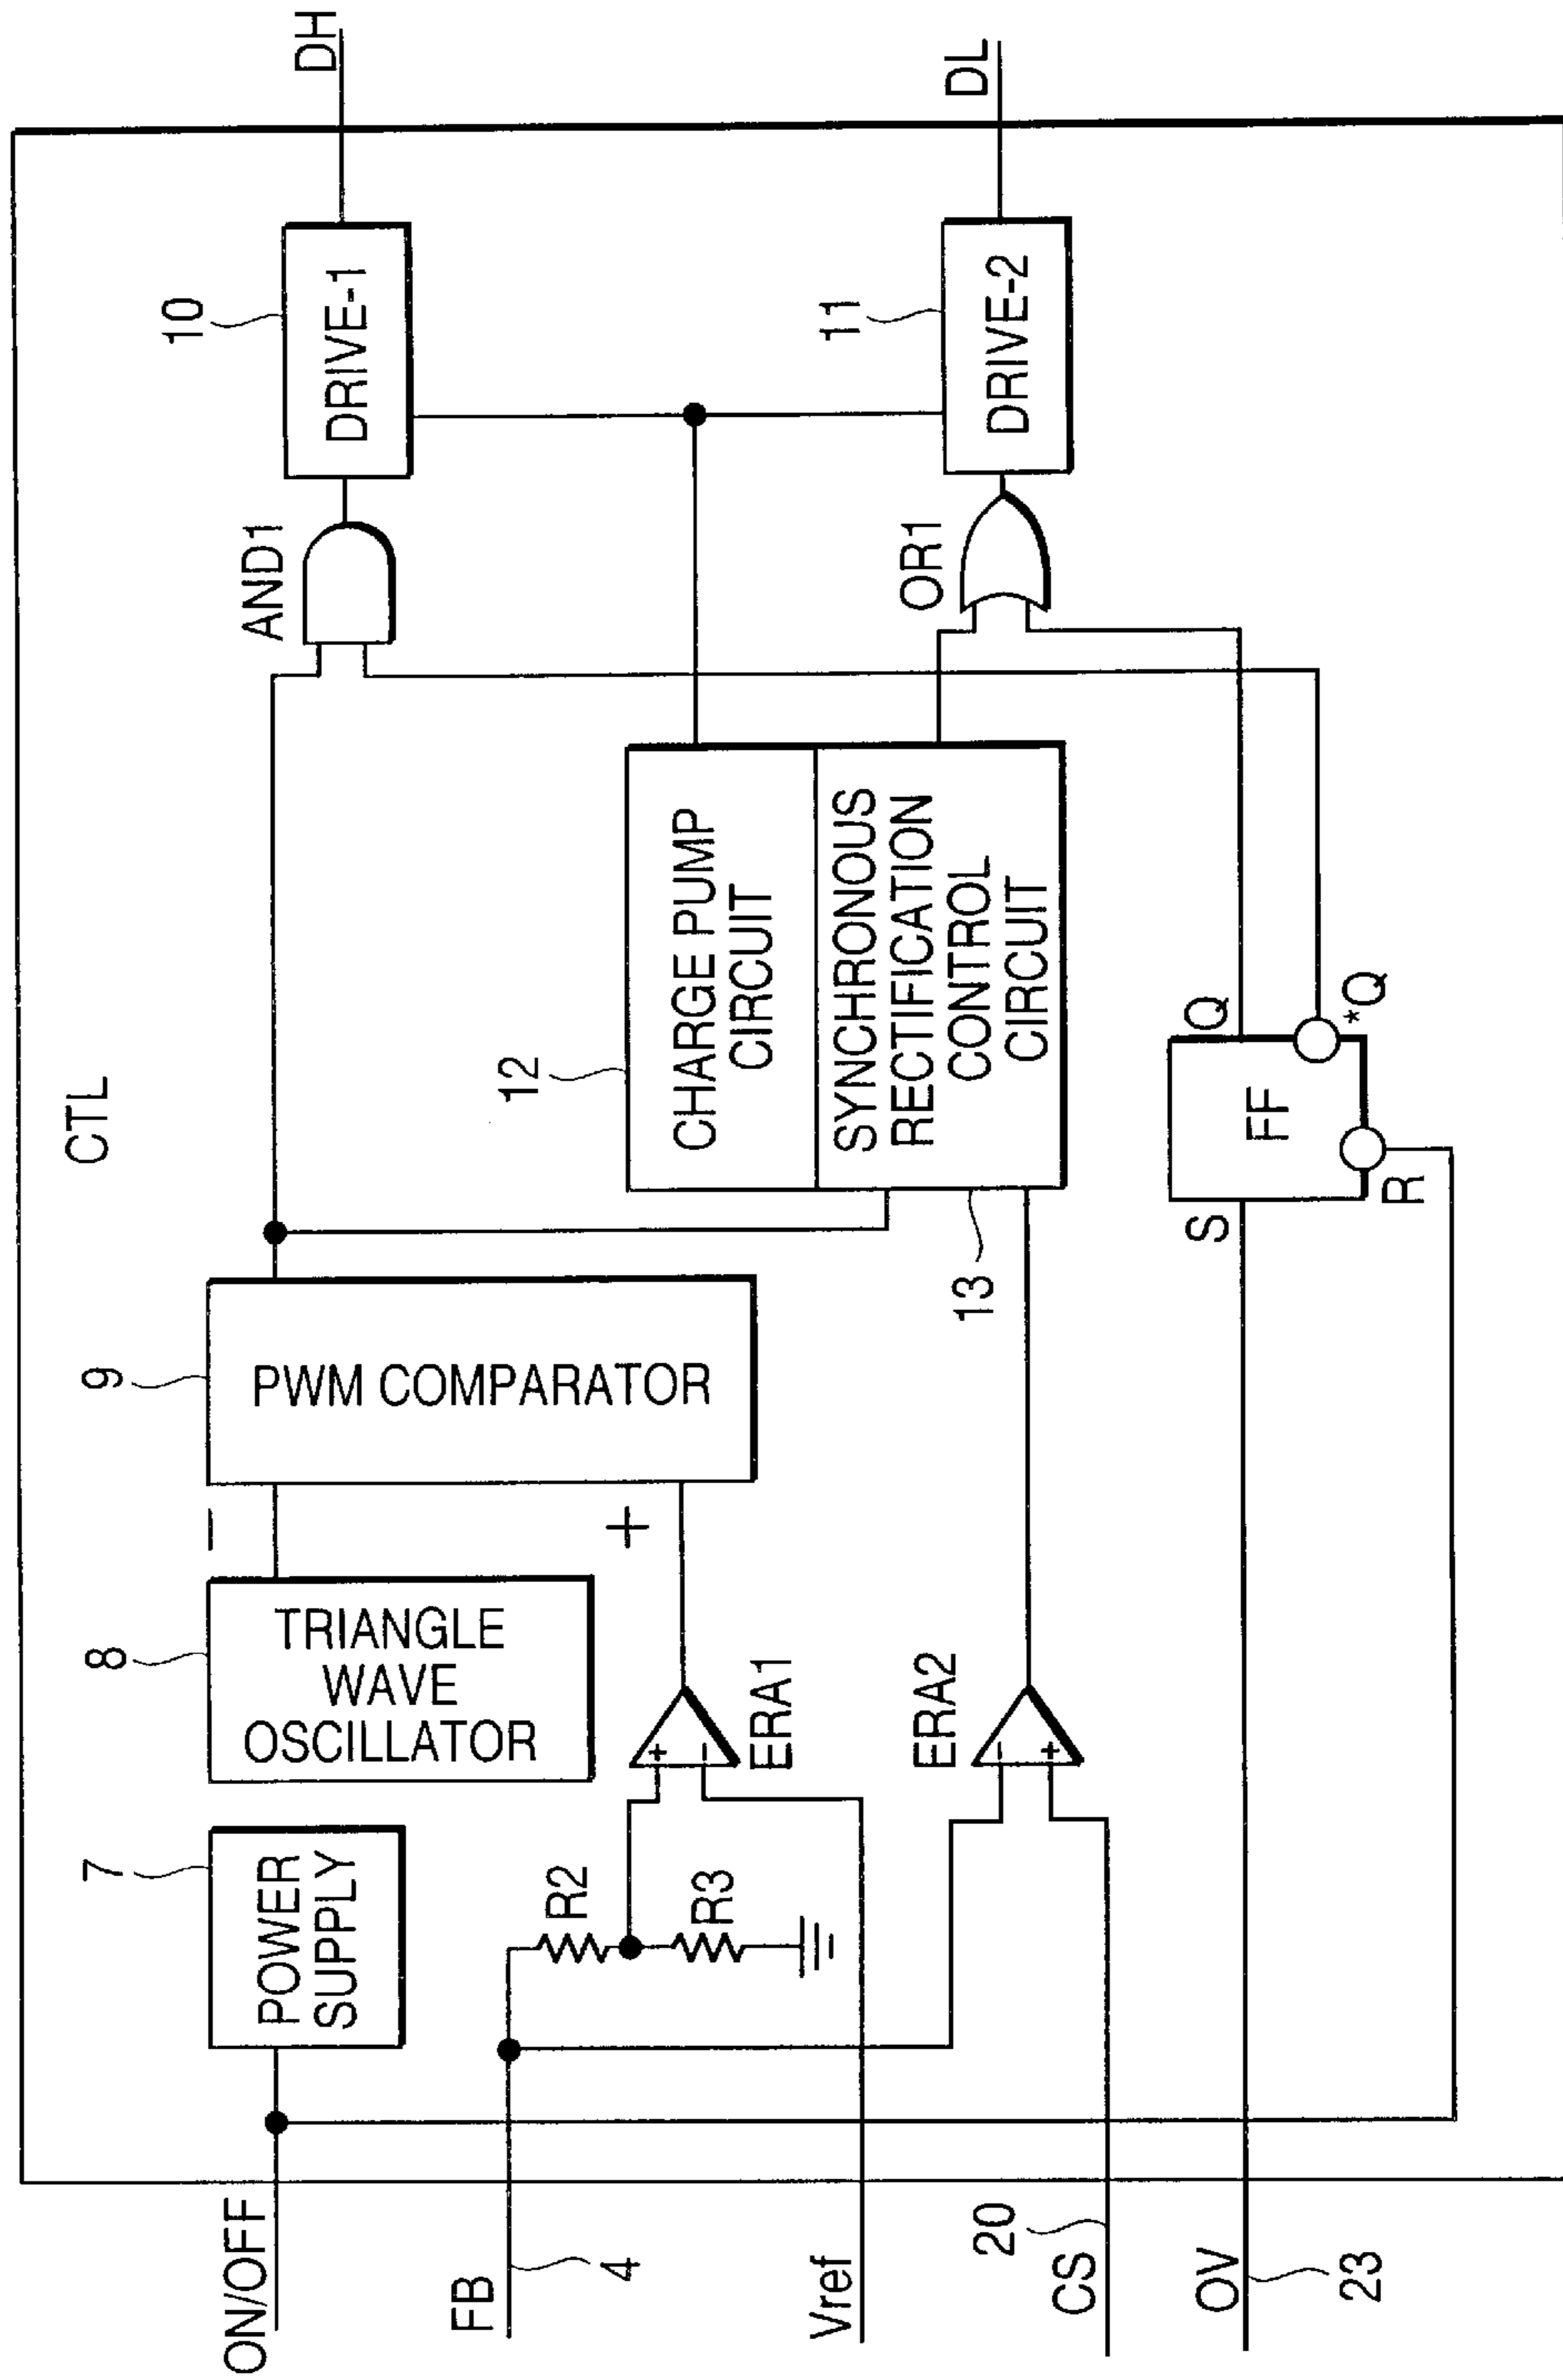 CTL
ON/OFF
FB
4
Vref
20
CS
OV
23
7
POWER
SUPPLY
8
TRIANGLE
WAVE
OSCILLATOR
R2
R3
+
−
ERA1
ERA2
−
+
−
+
9
PWM COMPARATOR
12
CHARGE PUMP
CIRCUIT
SYNCHRONOUS
RECTIFICATION
CONTROL
CIRCUIT
13
S
FF
R
Q
*Q
AND1
OR1
10
DRIVE-1
11
DRIVE-2
DH
DL